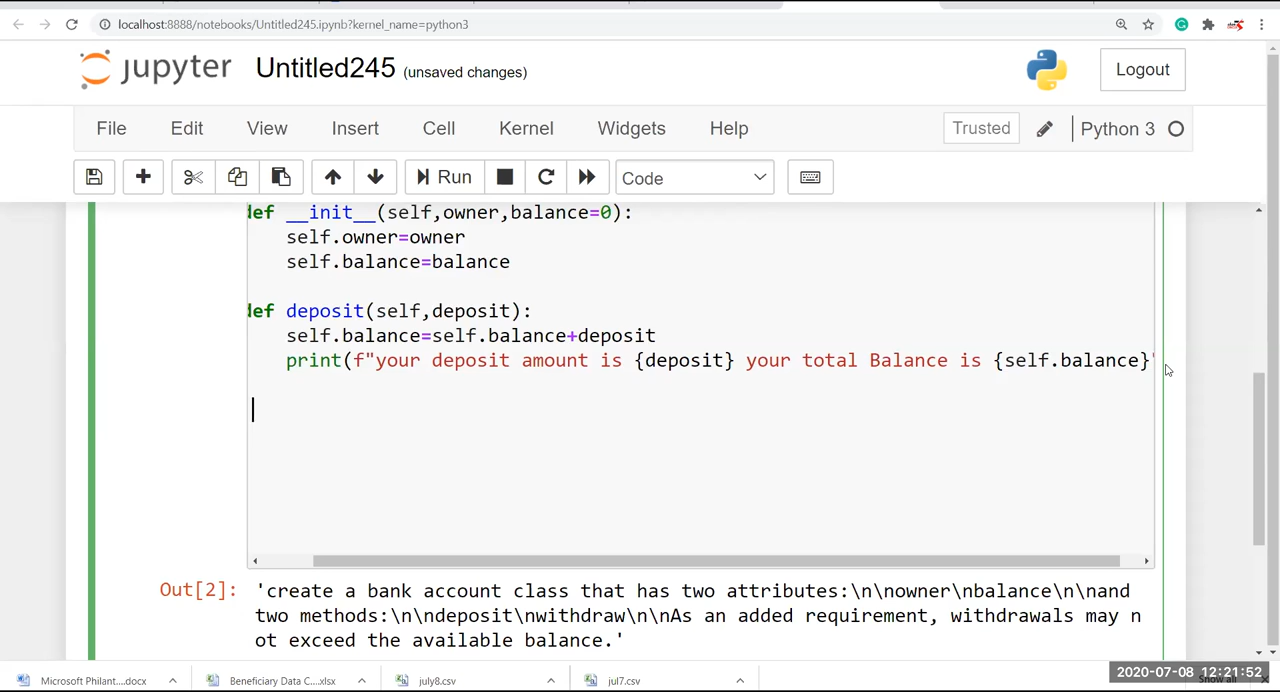 localhost:8888/notebooks/Untitled245.ipynb?kernel_name=python3
jupyter Untitled245 (unsaved changes) Logout
File Edit View Insert Cell Kernel Widgets Help Trusted Python 3
Run Code
def __init__(self,owner,balance=0):
self.owner=owner
self.balance=balance
def deposit(self,deposit):
self.balance=self.balance+deposit
print(f"your deposit amount is {deposit} your total Balance is {self.balance}"
Out[2]: 'create a bank account class that has two attributes:\n\nowner\nbalance\n\nand
two methods:\n\ndeposit\nwithdraw\n\nAs an added requirement, withdrawals may n
ot exceed the available balance.'
Microsoft Philant....docx Beneficiary Data C....xlsx july8.csv jul7.csv Show all
2020-07-08 12:21:52